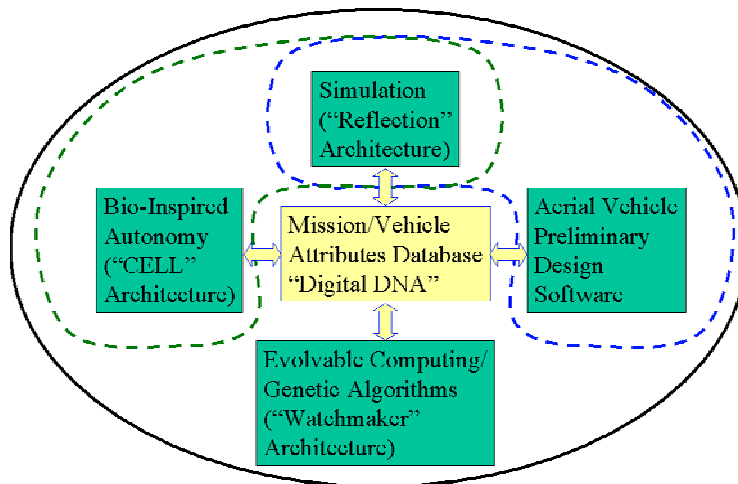 Simulation
(“Reflection”
Architecture)
Bio-Inspired
Autonomy
(“CELL”
Architecture)
Mission/Vehicle
Attributes Database
“Digital DNA”
Aerial Vehicle
Preliminary
Design
Software
Evolvable Computing/
Genetic Algorithms
(“Watchmaker”
Architecture)